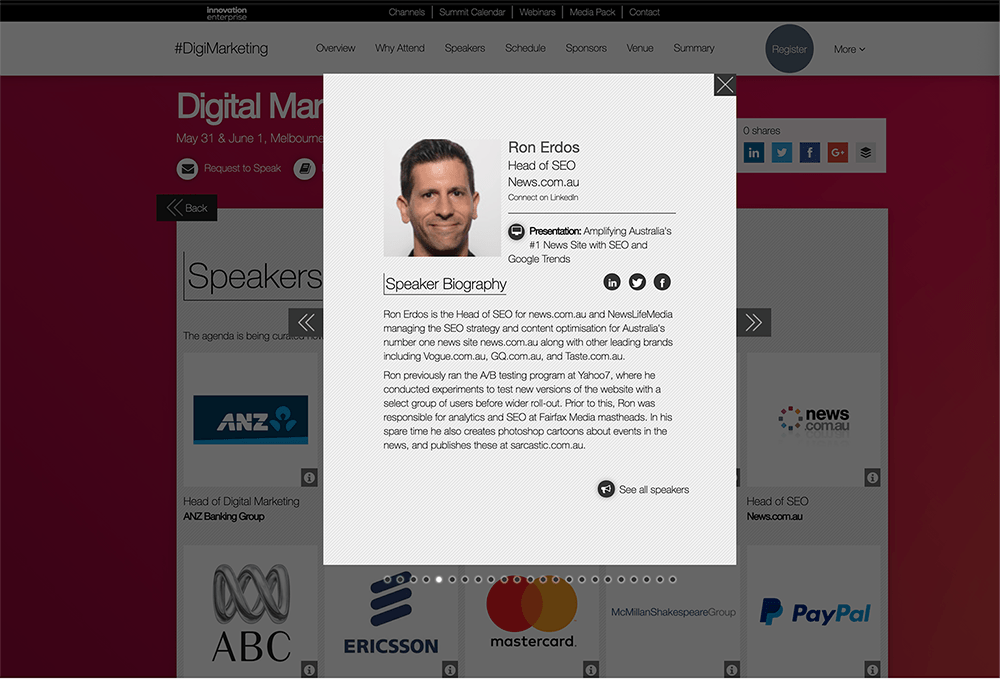 innovation
enterprise
Channels
Summit Calendar
Webinars
Media Pack
Contact
#DigiMarketing
Overview
Why Attend
Speakers
Schedule
Sponsors
Venue
Summary
Register
More
Digital Mar
May 31 & June 1, Melbourne
Request to Speak
0 shares
Back
Speakers
The agenda is being curated
Ron Erdos
Head of SEO
News.com.au
Connect on LinkedIn
Presentation: Amplifying Australia's
#1 News Site with SEO and
Google Trends
Speaker Biography
Ron Erdos is the Head of SEO for news.com.au and NewsLifeMedia
managing the SEO strategy and content optimisation for Australia's
number one news site news.com.au along with other leading brands
including Vogue.com.au, GQ.com.au, and Taste.com.au.
Ron previously ran the A/B testing program at Yahoo7, where he
conducted experiments to test new versions of the website with a
select group of users before wider roll-out. Prior to this, Ron was
responsible for analytics and SEO at Fairfax Media mastheads. In his
spare time he also creates photoshop cartoons about events in the
news, and publishes these at sarcastic.com.au.
See all speakers
ANZ
Head of Digital Marketing
ANZ Banking Group
news
.com.au
Head of SEO
News.com.au
ABC
ERICSSON
mastercard.
McMillanShakespeareGroup
PayPal